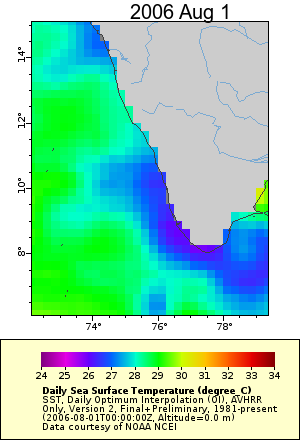 2006 Aug 1
14°
12°
10°
8°
74° 76° 78°
24 25 26 27 28 29 30 31 32 33 34
Daily Sea Surface Temperature (degree_C)
SST, Daily Optimum Interpolation (OI), AVHRR
Only, Version 2, Final+Preliminary, 1981-present
(2006-08-01T00:00:00Z, Altitude=0.0 m)
Data courtesy of NOAA NCEI